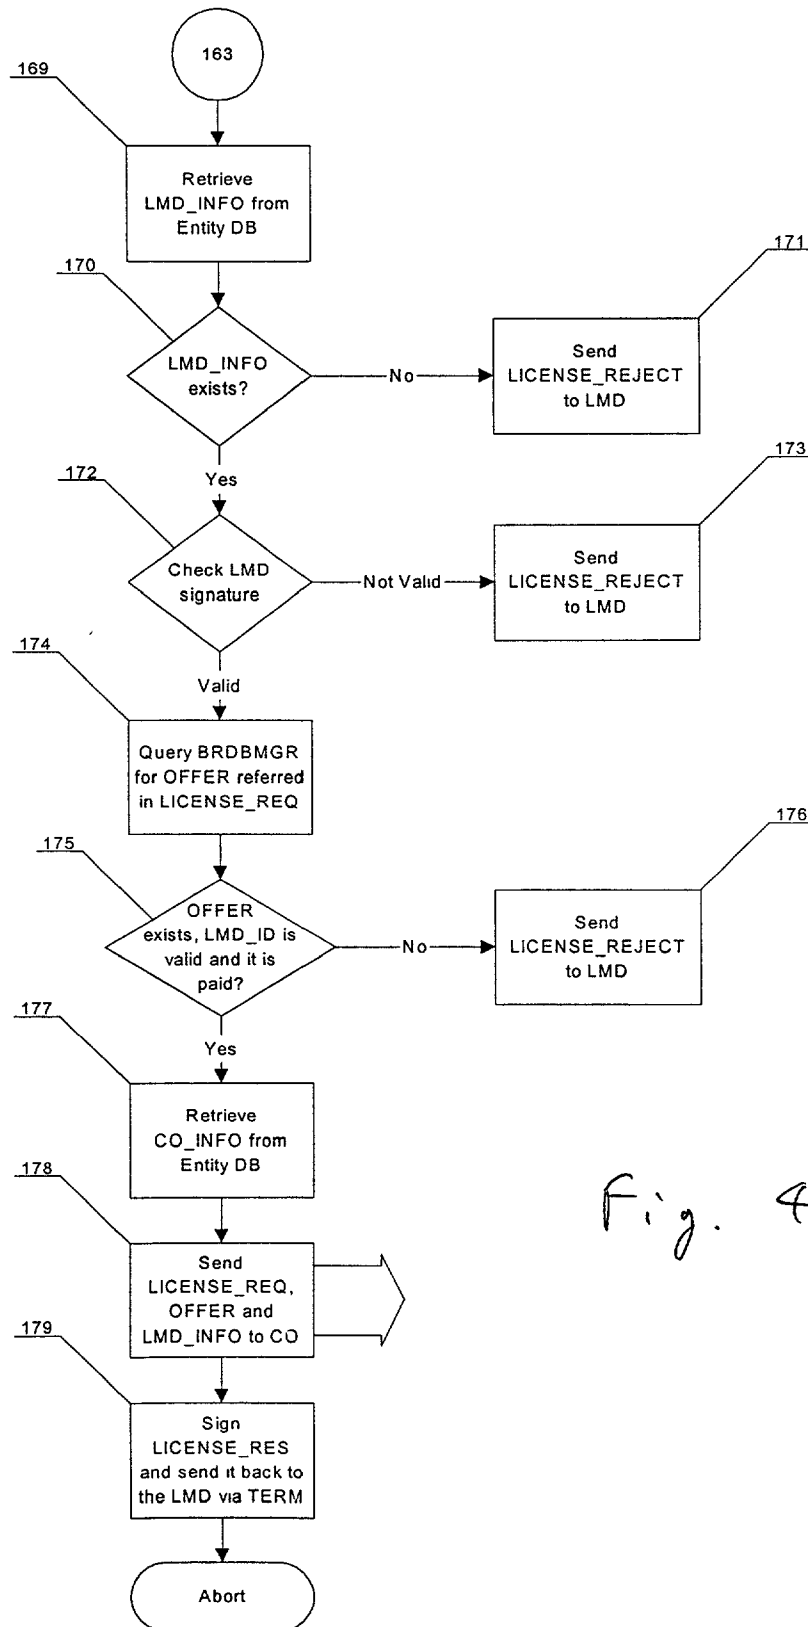 163
169
Retrieve
LMD_INFO from
Entity DB
170
171
LMD_INFO
exists?
No
Send
LICENSE_REJECT
to LMD
Yes
172
173
Check LMD
signature
Not Valid
Send
LICENSE_REJECT
to LMD
174
Valid
Query BRDBMGR
for OFFER referred
in LICENSE_REQ
175
176
OFFER
exists, LMD_ID is
valid and it is
paid?
No
Send
LICENSE_REJECT
to LMD
177
Yes
Retrieve
CO_INFO from
Entity DB
178
Fig. 4
Send
LICENSE_REQ,
OFFER and
LMD_INFO to CO
179
Sign
LICENSE_RES
and send it back to
the LMD via TERM
Abort